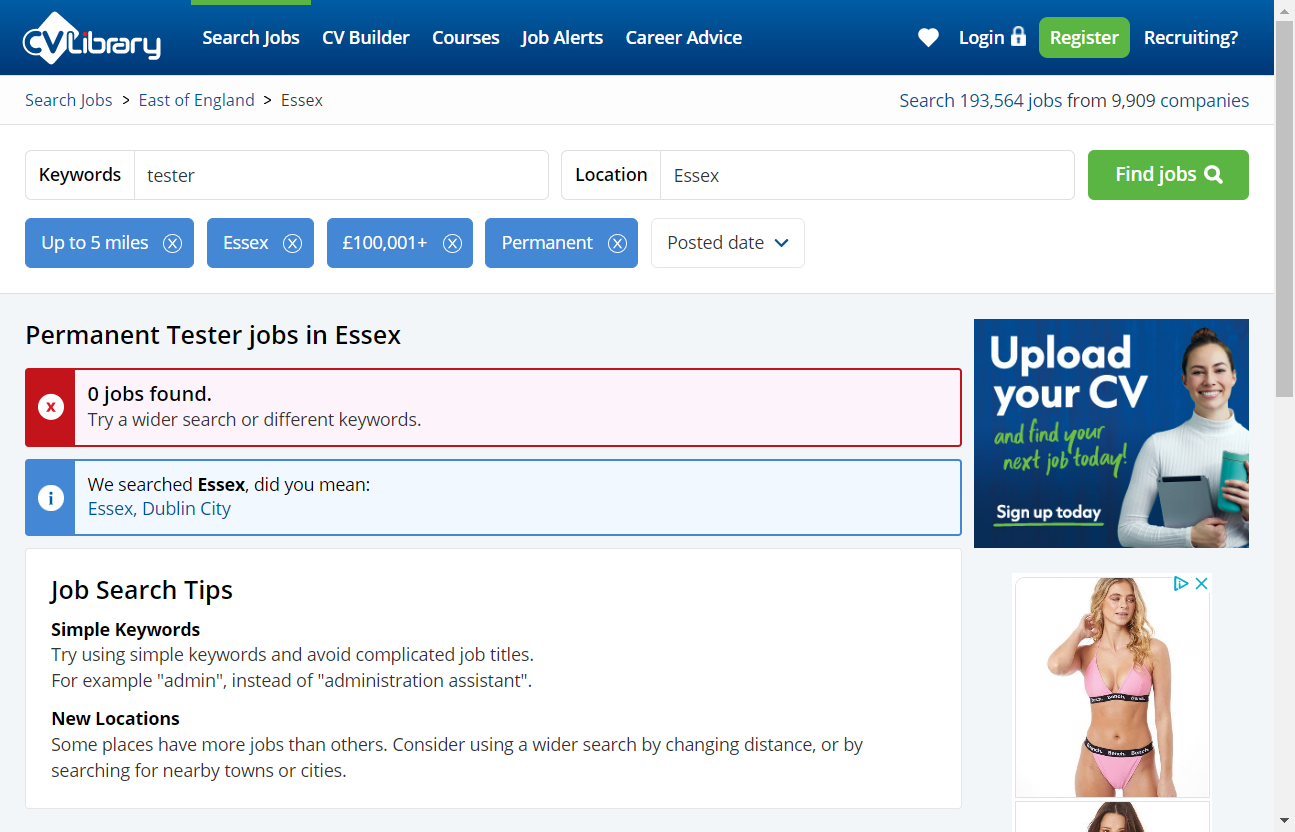 CVLibrary
Search Jobs CV Builder Courses Job Alerts Career Advice Login Register Recruiting?
Search Jobs > East of England > Essex
Search 193,564 jobs from 9,909 companies
Keywords tester Location Essex Find jobs
Up to 5 miles Essex £100,001+ Permanent Posted date
Permanent Tester jobs in Essex
x 0 jobs found.
Try a wider search or different keywords.
i We searched Essex, did you mean:
Essex, Dublin City
Job Search Tips
Simple Keywords
Try using simple keywords and avoid complicated job titles.
For example "admin", instead of "administration assistant".
New Locations
Some places have more jobs than others. Consider using a wider search by changing distance, or by
searching for nearby towns or cities.
Upload
your CV
and find your
next job today!
Sign up today